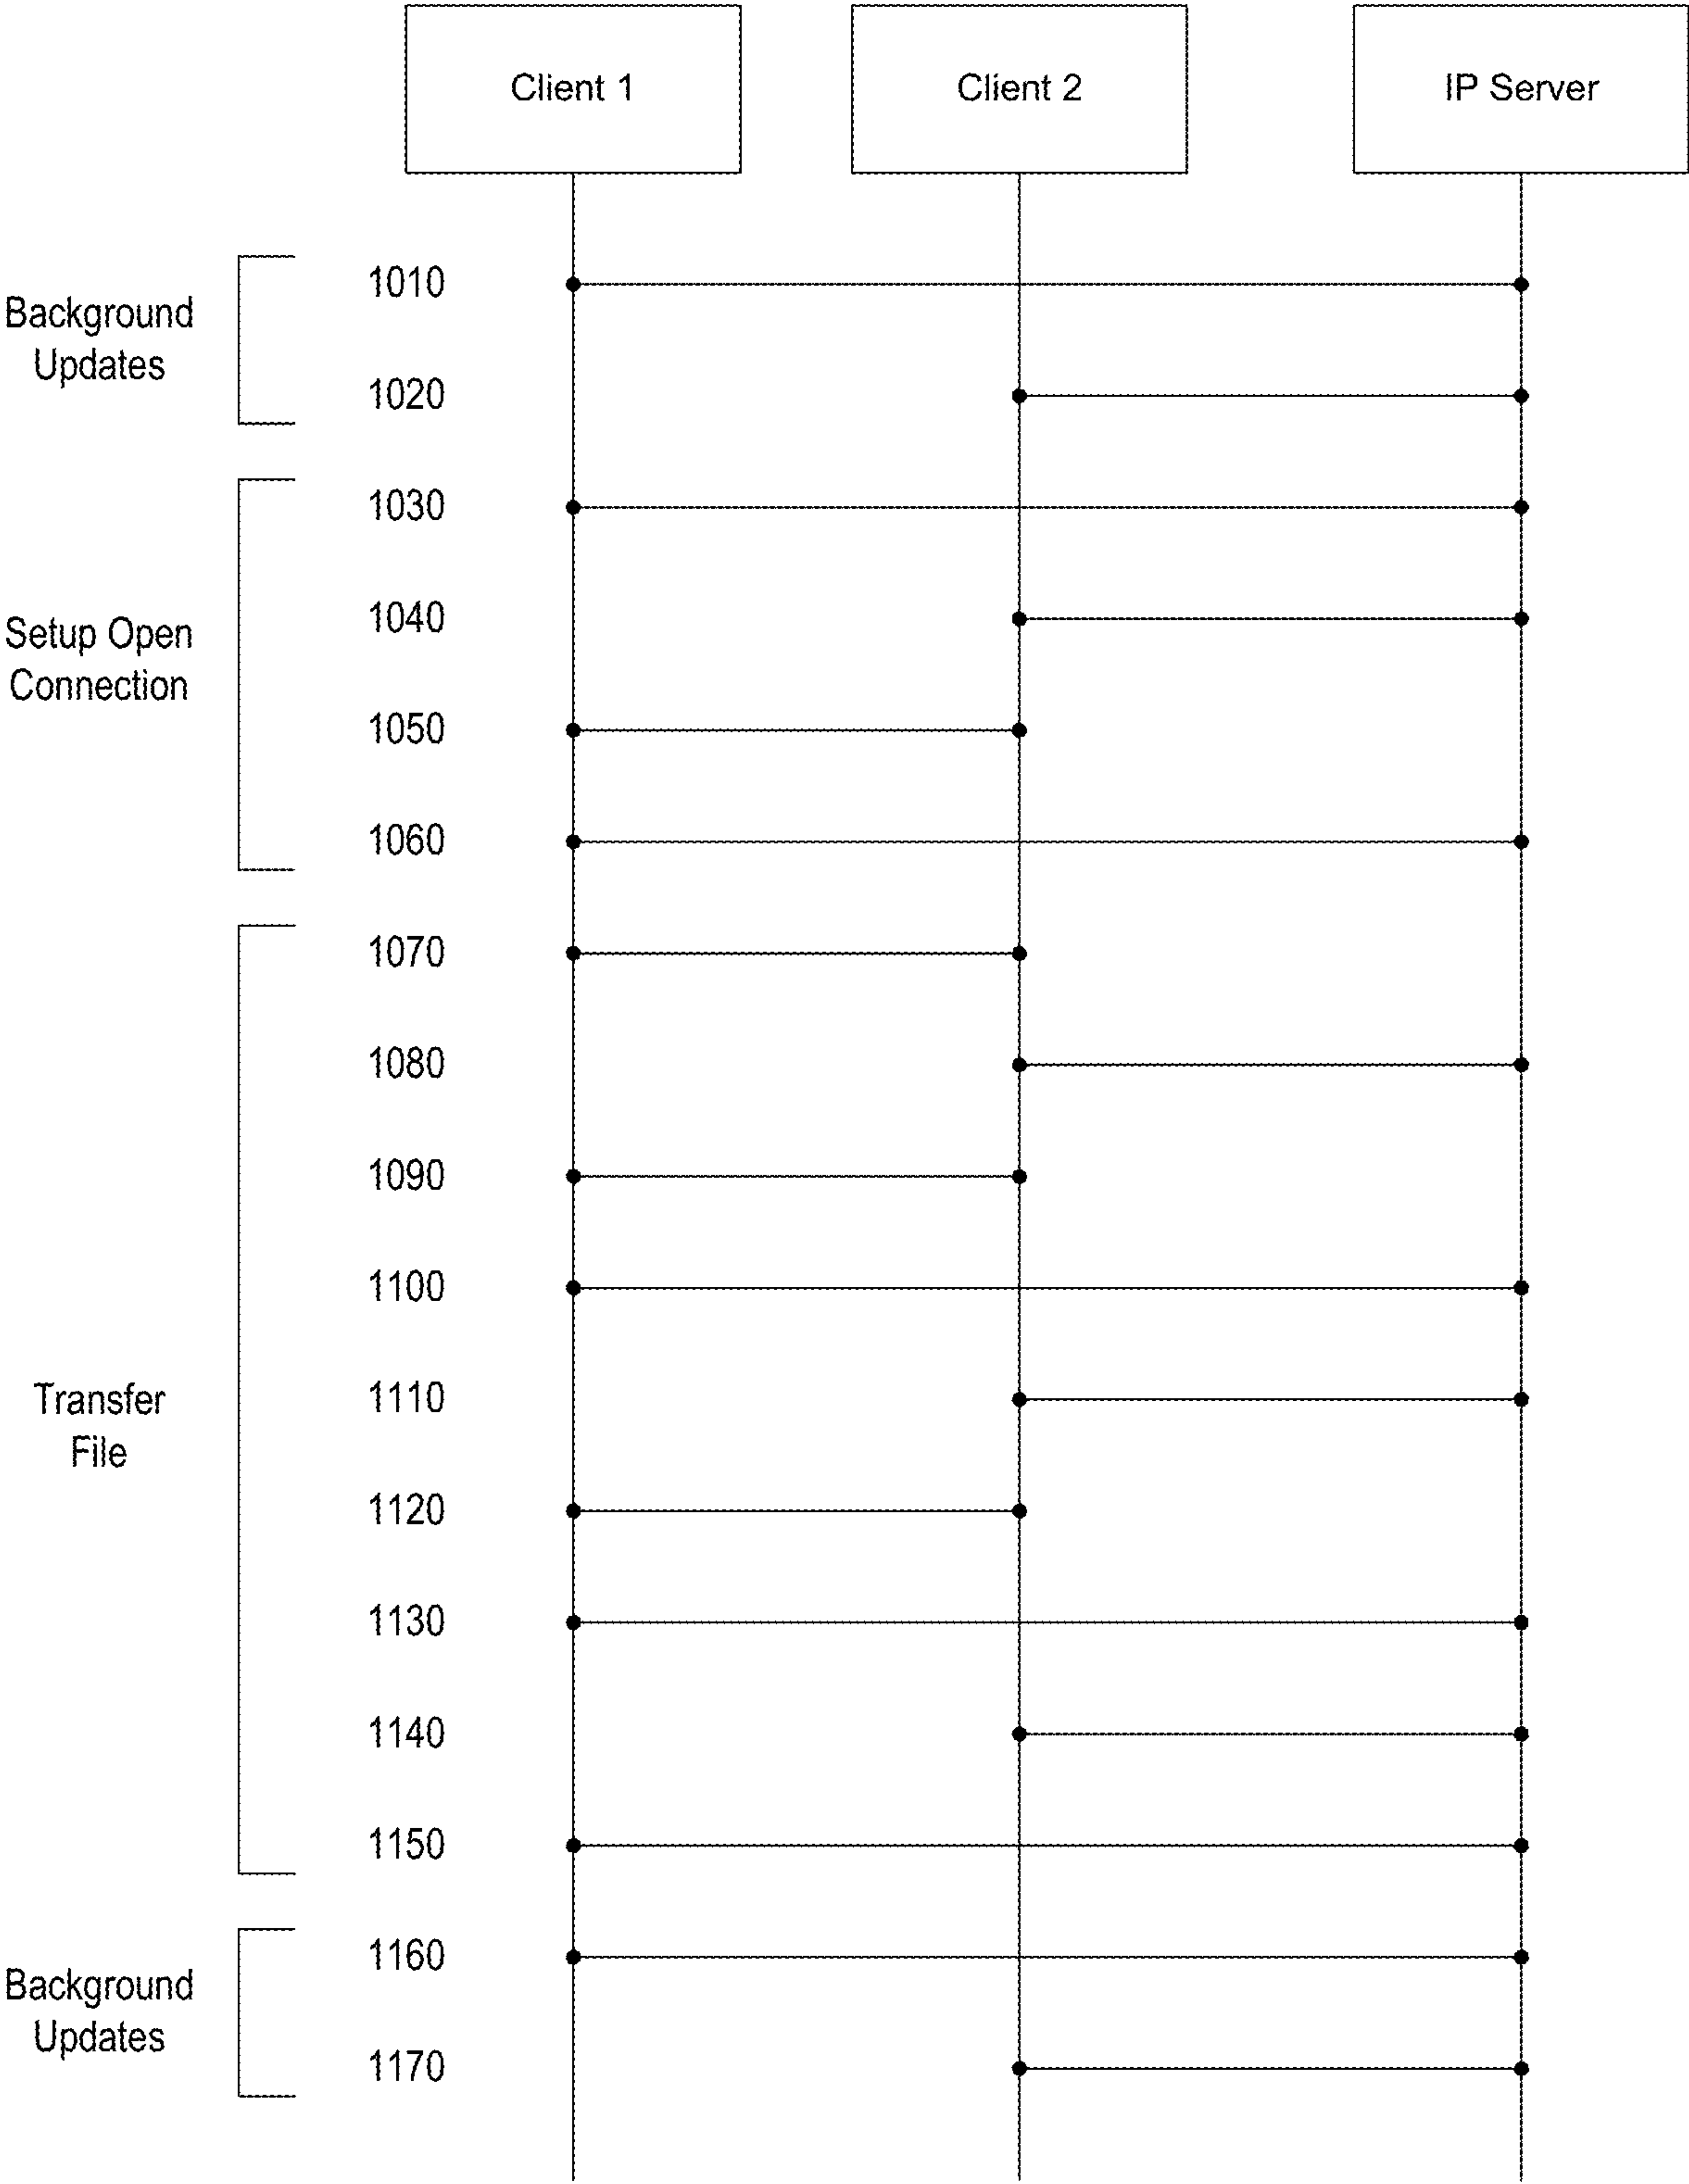 Client 1
Client 2
IP Server
Background
Updates
1010
1020
Setup Open
Connection
1030
1040
1050
1060
Transfer
File
1070
1080
1090
1100
1110
1120
1130
1140
1150
Background
Updates
1160
1170